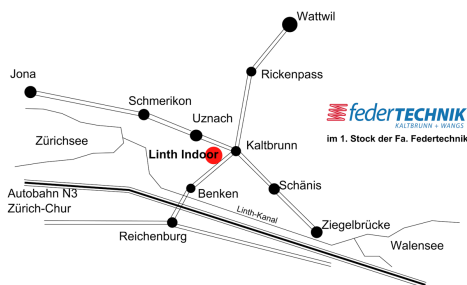 Wattwil
Jona
Rickenpass
Schmerikon
Uznach
federTECHNIK
KALTBRUNN + WANGS
im 1. Stock der Fa. Federtechnik
Zürichsee
Kaltbrunn
Linth Indoor
Autobahn N3
Zürich-Chur
Benken
Schänis
Linth-Kanal
Ziegelbrücke
Reichenburg
Walensee